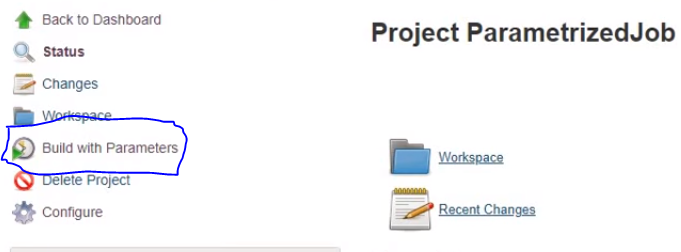 Back to Dashboard
Status
Changes
Workspace
Build with Parameters
Delete Project
Configure
Project ParametrizedJob
Workspace
Recent Changes